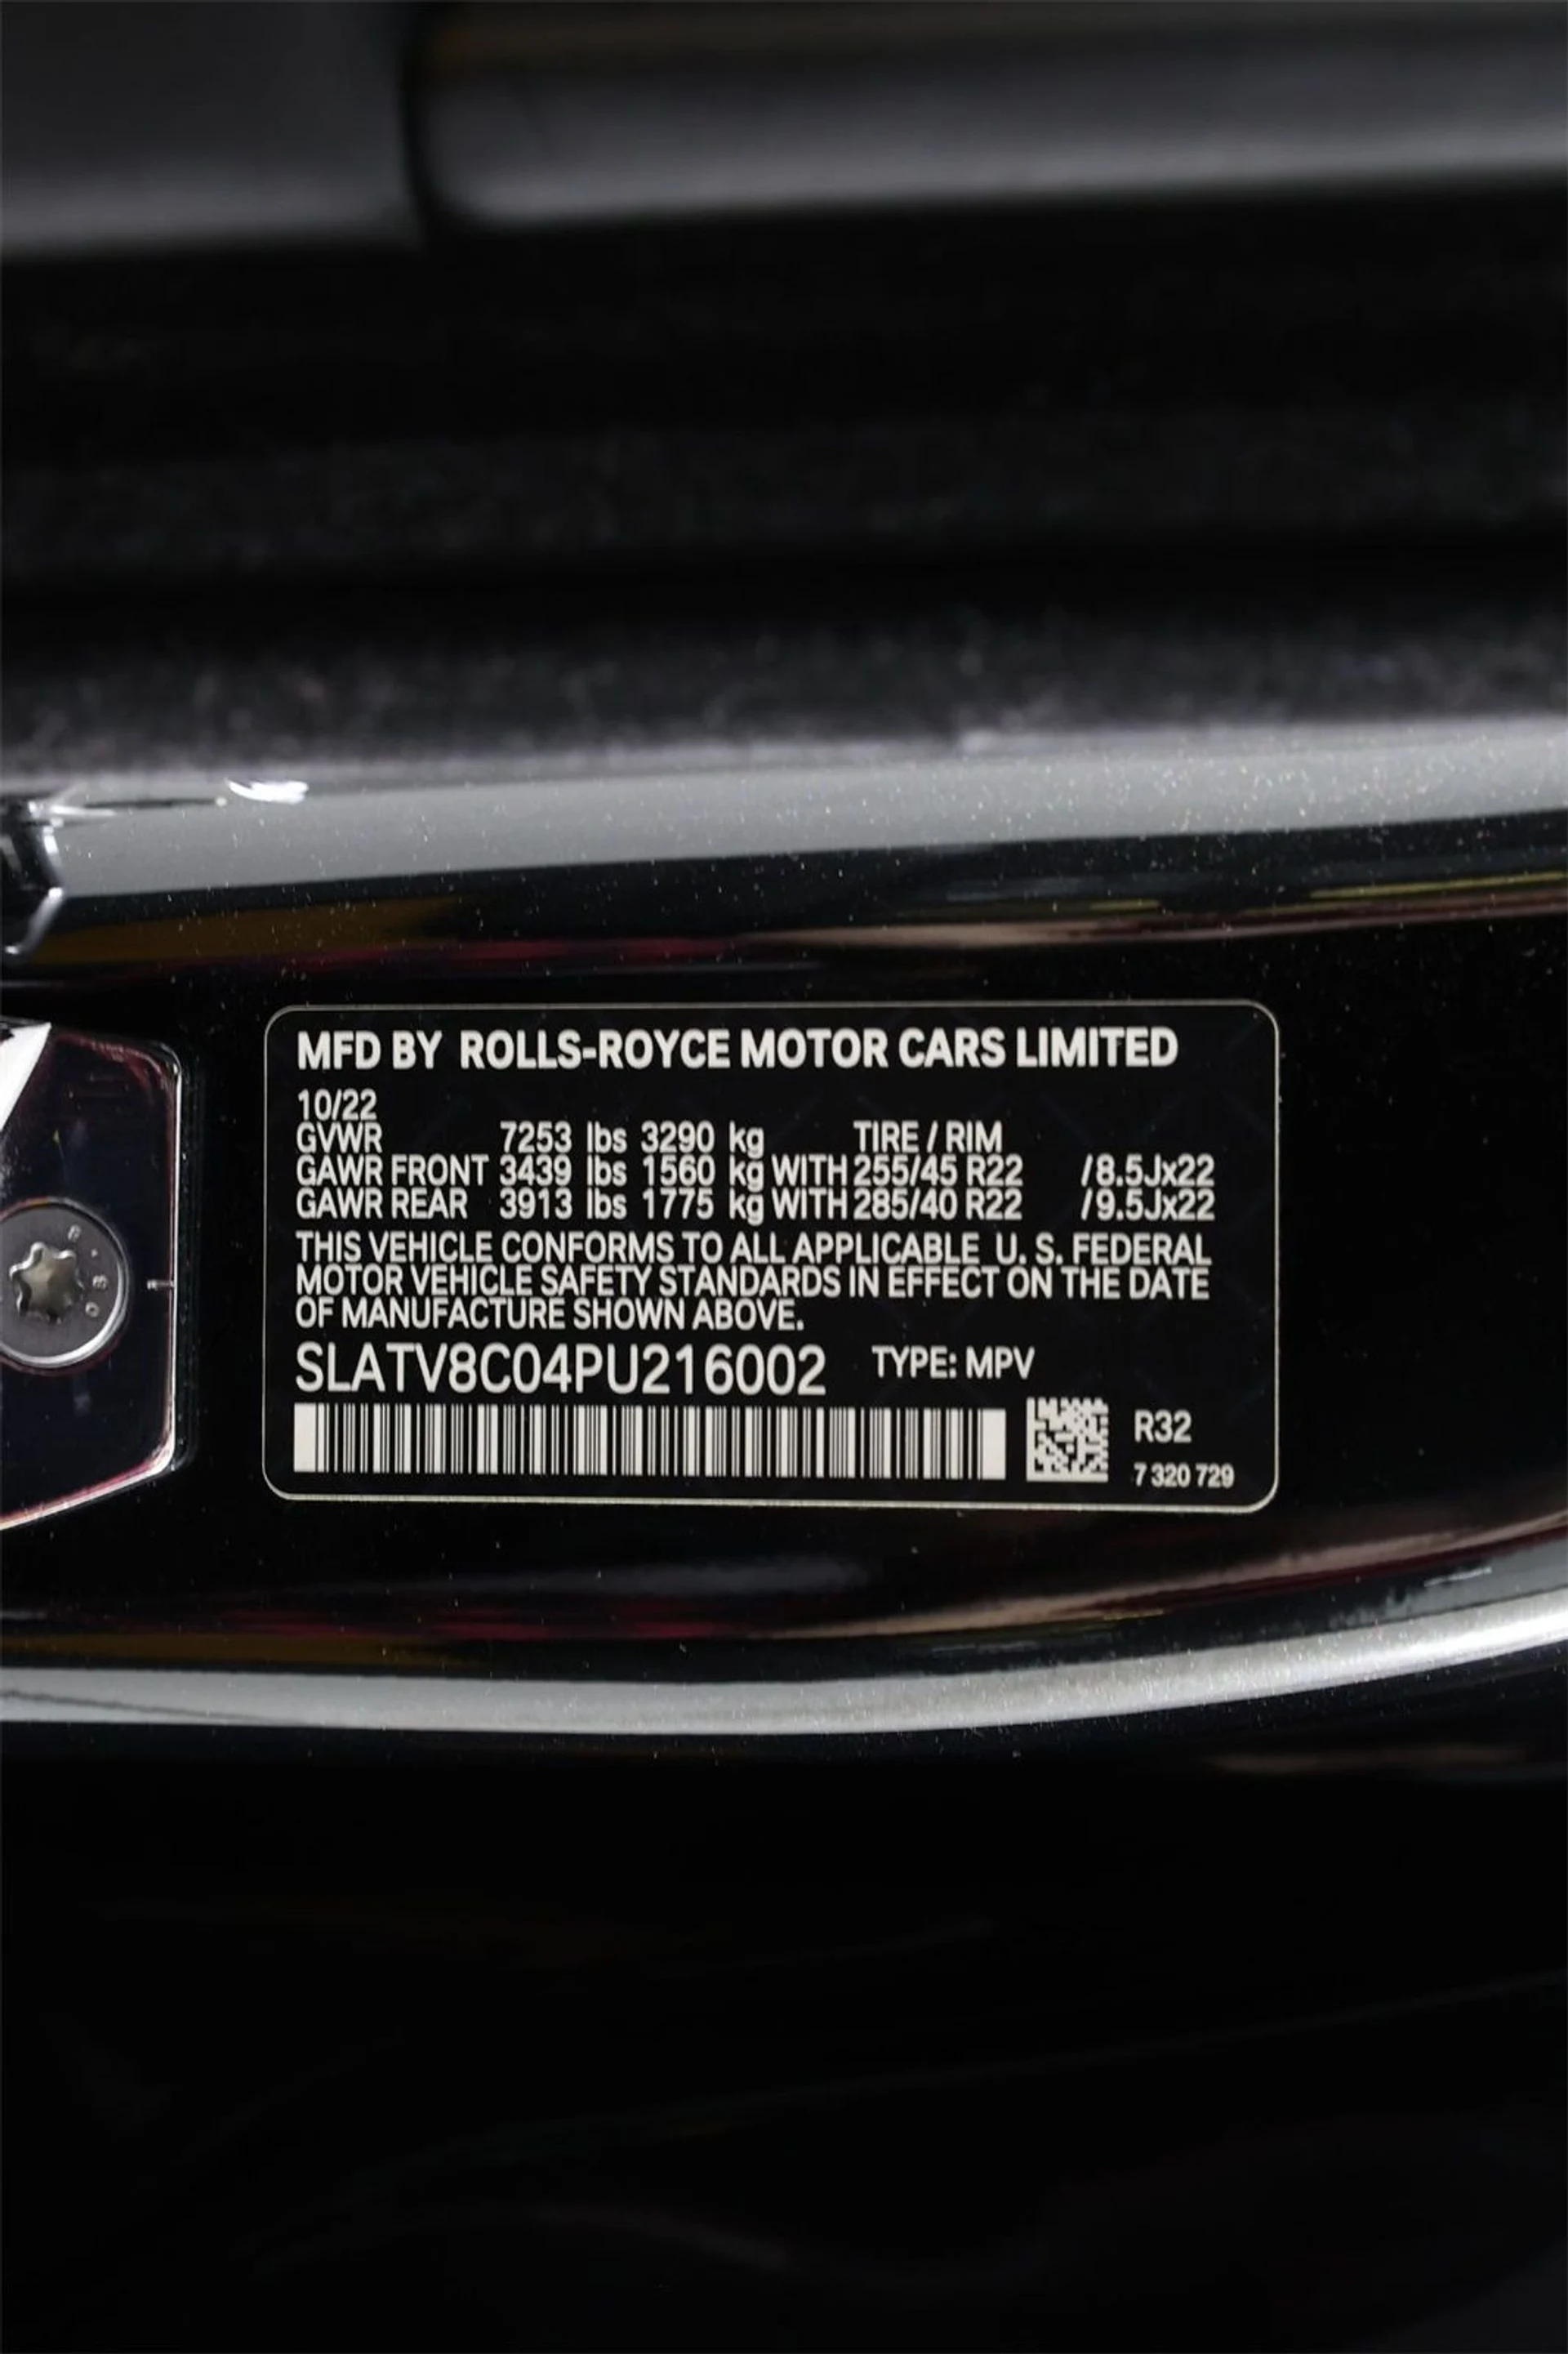 MFD BY ROLLS-ROYCE MOTOR CARS LIMITED
10/22
GVWR 7253 lbs 3290 kg TIRE / RIM
GAWR FRONT 3439 lbs 1560 kg WITH 255/45 R22 /8.5Jx22
GAWR REAR 3913 lbs 1775 kg WITH 285/40 R22 /9.5Jx22
THIS VEHICLE CONFORMS TO ALL APPLICABLE U. S. FEDERAL
MOTOR VEHICLE SAFETY STANDARDS IN EFFECT ON THE DATE
OF MANUFACTURE SHOWN ABOVE.
SLATV8C04PU216002 TYPE: MPV
R32
7 320 729